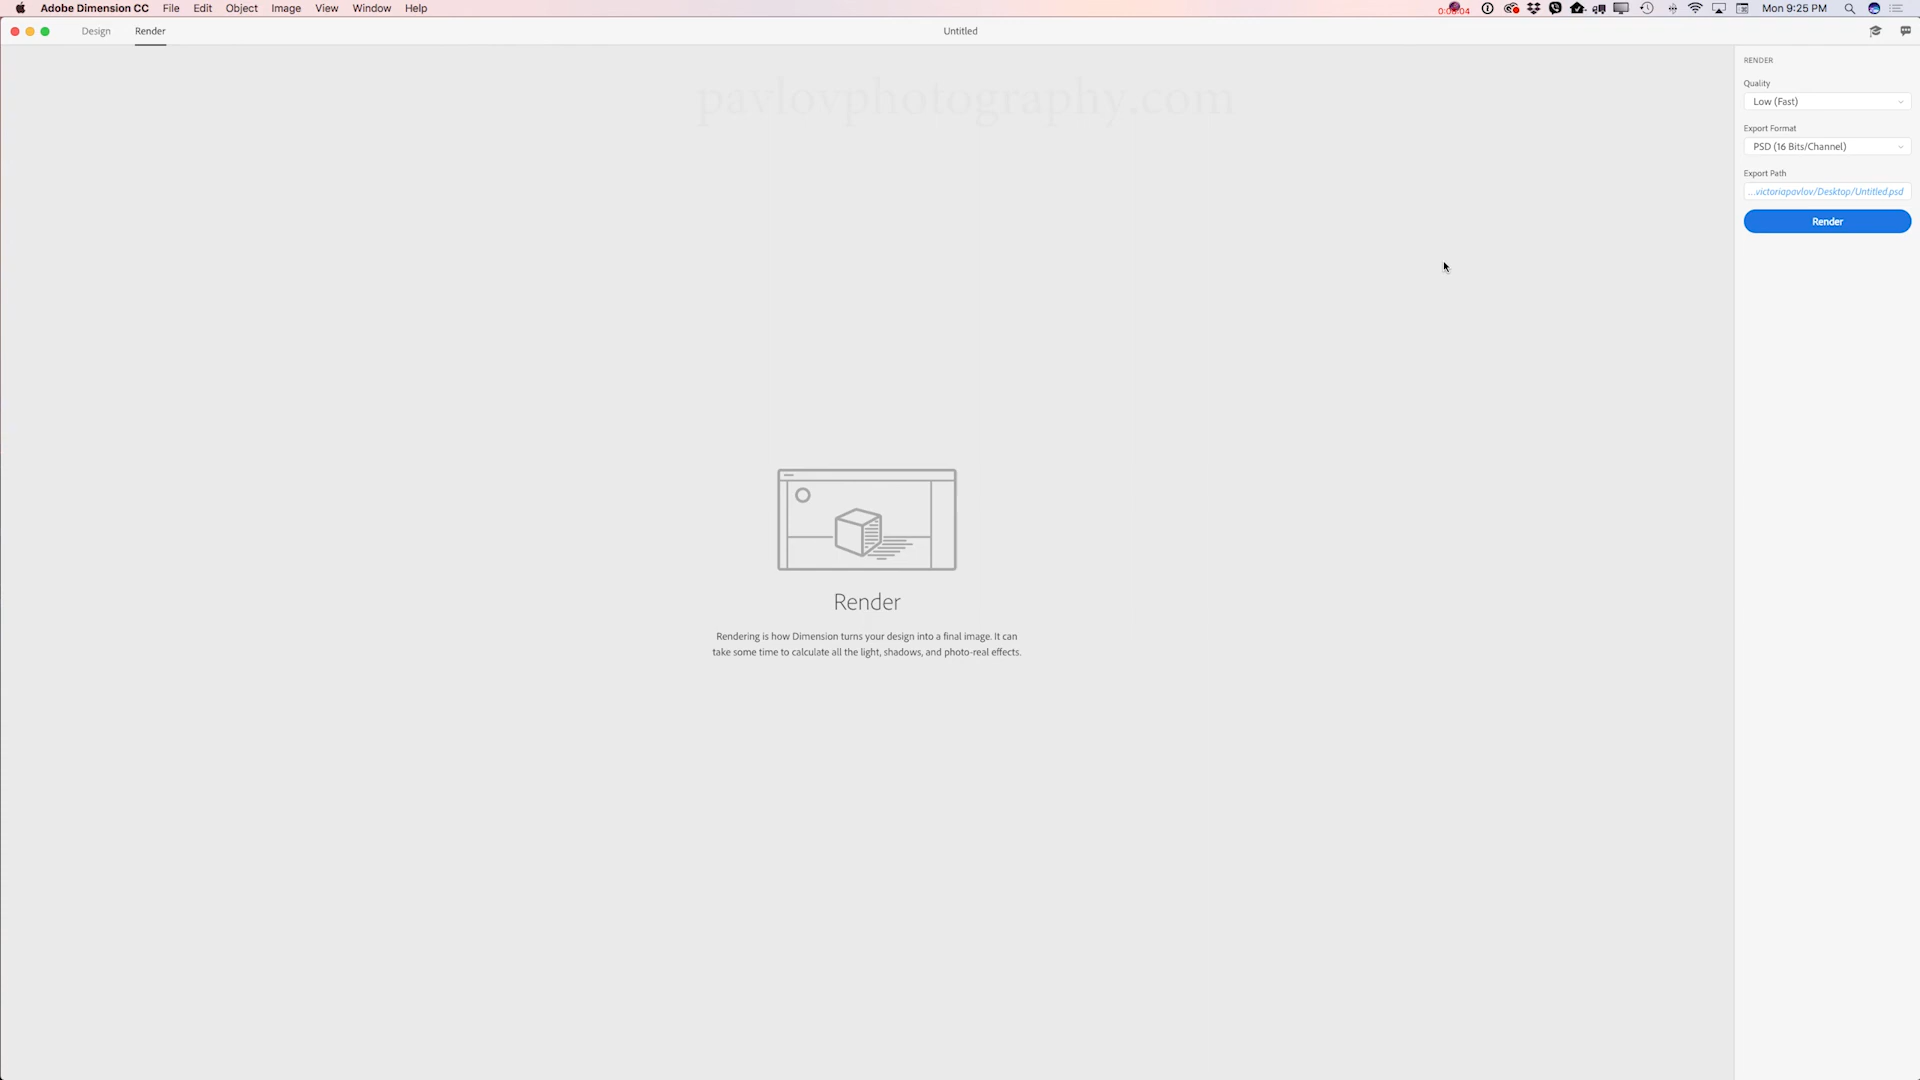 Adobe Dimension CC File Edit Object Image View Window Help
0:08:04 Mon 9:25 PM
Design Render Untitled
pavlovphotography.com
RENDER
Quality
Low (Fast)
Export Format
PSD (16 Bits/Channel)
Export Path
...victoriapavlov/Desktop/Untitled.psd
Render
Render
Rendering is how Dimension turns your design into a final image. It can
take some time to calculate all the light, shadows, and photo-real effects.